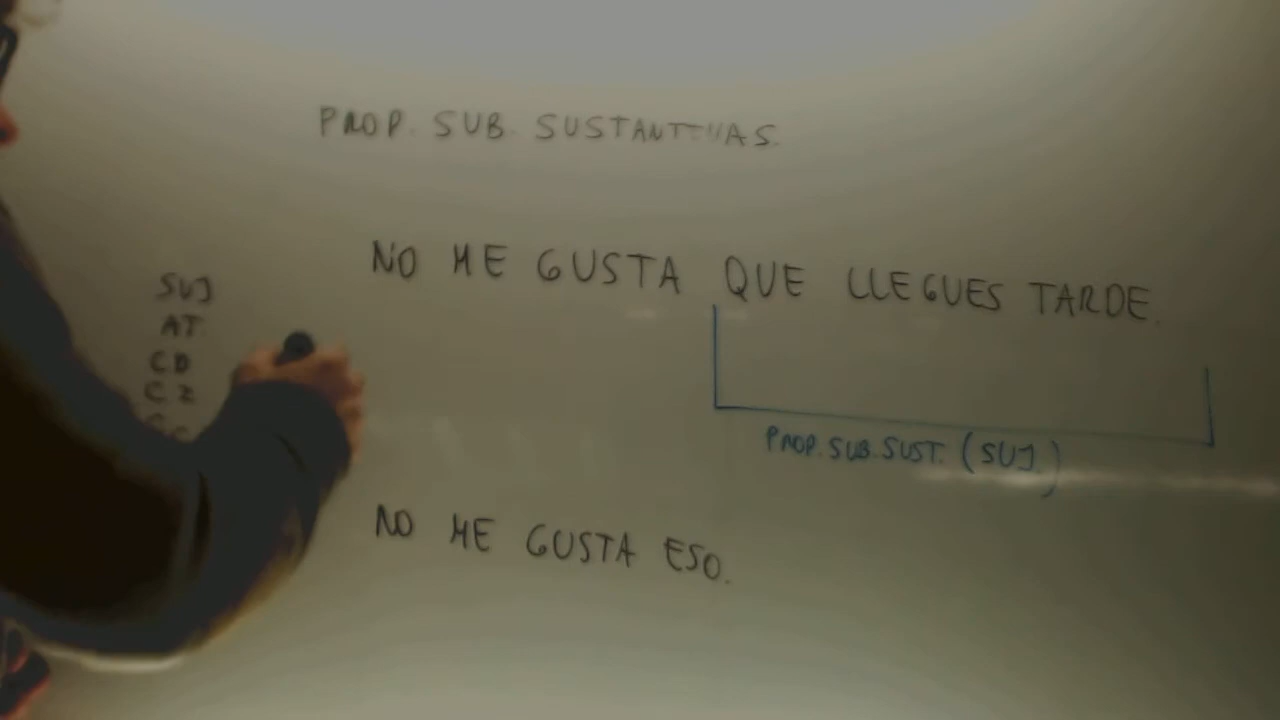 PROP. SUB. SUSTANTIVAS.
NO ME GUSTA QUE LLEGUES TARDE.
SUJ
AT
CD
CI
PROP. SUB. SUST. (SUJ.)
NO ME GUSTA ESO.